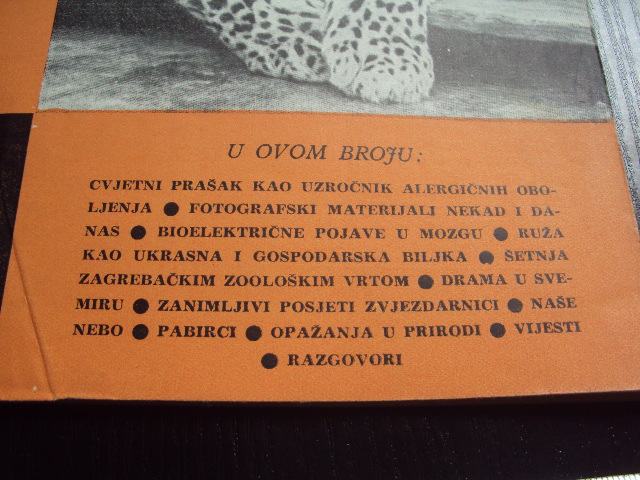 U OVOM BROJU:
CVJETNI PRAŠAK KAO UZROČNIK ALERGIČNIH OBO-
LJENJA ● FOTOGRAFSKI MATERIJALI NEKAD I DA-
NAS ● BIOELEKTRIČNE POJAVE U MOZGU ● RUŽA
KAO UKRASNA I GOSPODARSKA BILJKA ● ŠETNJA
ZAGREBAČKIM ZOOLOŠKIM VRTOM ● DRAMA U SVE-
MIRU ● ZANIMLJIVI POSJETI ZVJEZDARNICI ● NAŠE
NEBO ● PABIRCI ● OPAŽANJA U PRIRODI ● VIJESTI
● RAZGOVORI